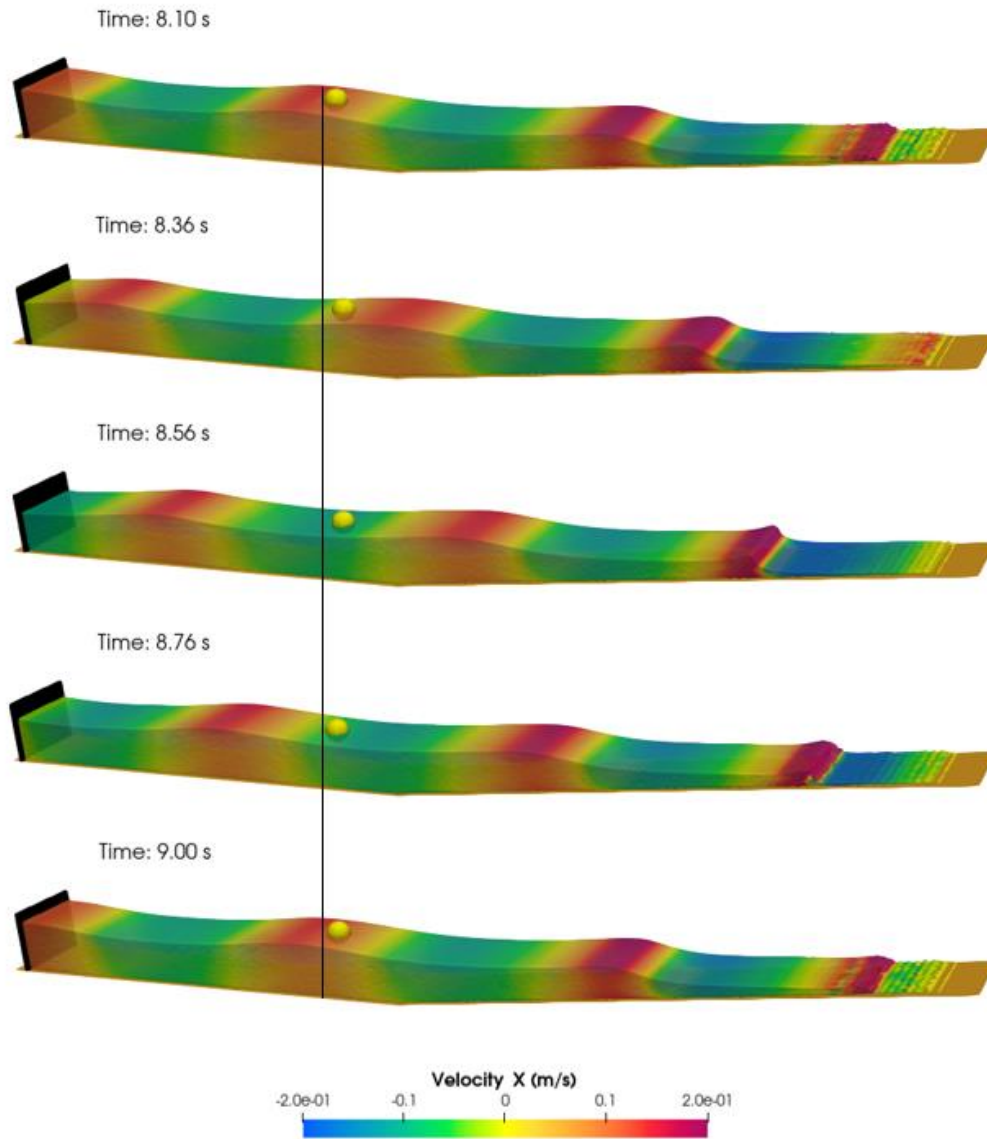 Time: 8.10 s
Time: 8.36 s
Time: 8.56 s
Time: 8.76 s
Time: 9.00 s
Velocity X (m/s)
-2.0e-01 -0.1 0 0.1 2.0e-01